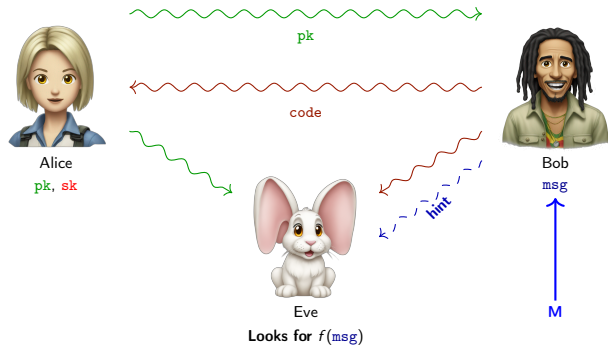 pk
code
Alice
Bob
pk, sk
msg
hint
Eve
M
Looks for f(msg)